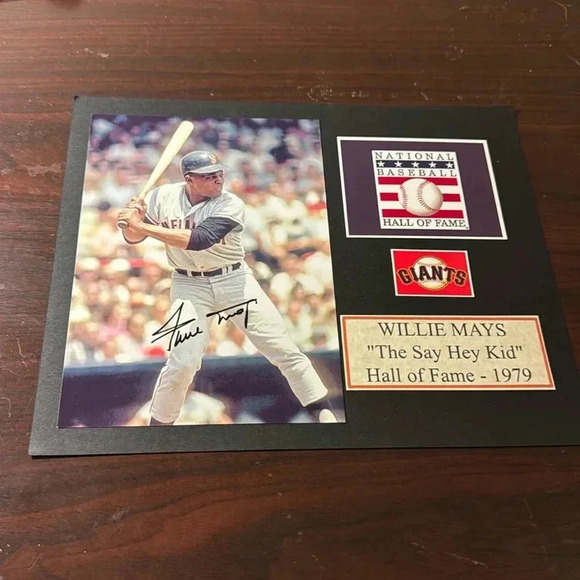 NATIONAL
BASEBALL
HALL OF FAME
GIANTS
WILLIE MAYS
"The Say Hey Kid"
Hall of Fame - 1979